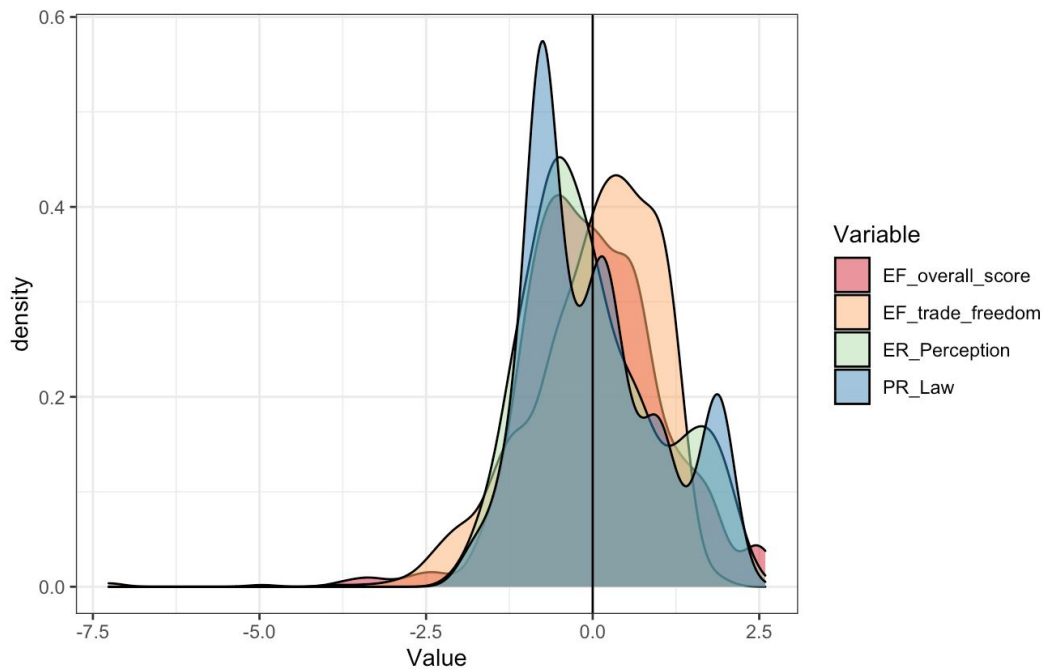 0.6
0.4
0.2
0.0
density
-7.5
-5.0
-2.5
0.0
2.5
Value
Variable
EF_overall_score
EF_trade_freedom
ER_Perception
PR_Law